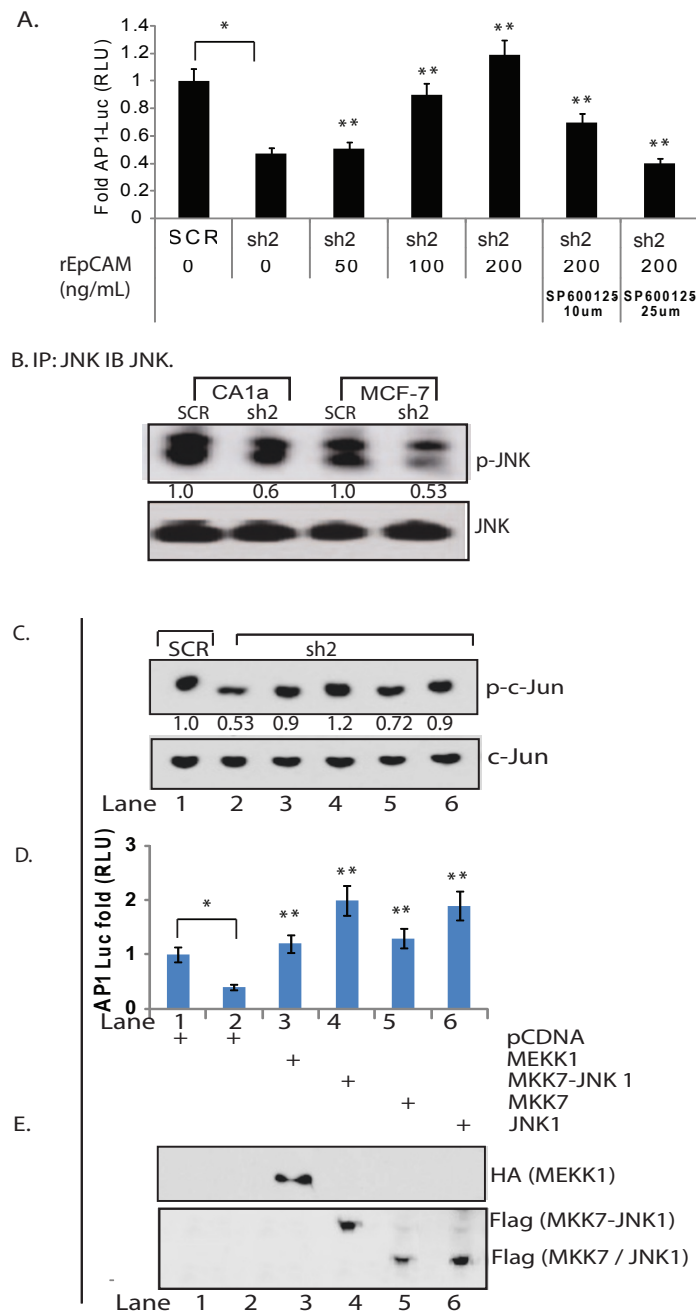 A.
*
**
**
**
**
**
Fold AP1-Luc (RLU)
1.4
1.2
1
0.8
0.6
0.4
0.2
0
SCR sh2 sh2 sh2 sh2 sh2 sh2
rEpCAM (ng/mL) 0 0 50 100 200 200 200
SP600125 10um SP600125 25um
B. IP: JNK IB JNK.
CA1a MCF-7
SCR sh2 SCR sh2
p-JNK
1.0 0.6 1.0 0.53
JNK
C.
SCR sh2
p-c-Jun
1.0 0.53 0.9 1.2 0.72 0.9
c-Jun
Lane 1 2 3 4 5 6
D.
AP1 Luc fold (RLU)
3
2
1
0
*
**
**
**
**
Lane 1 2 3 4 5 6
+ + pCDNA
+ MEKK1
+ MKK7-JNK 1
+ MKK7
+ JNK1
E.
HA (MEKK1)
Flag (MKK7-JNK1)
Flag (MKK7 / JNK1)
-
Lane 1 2 3 4 5 6